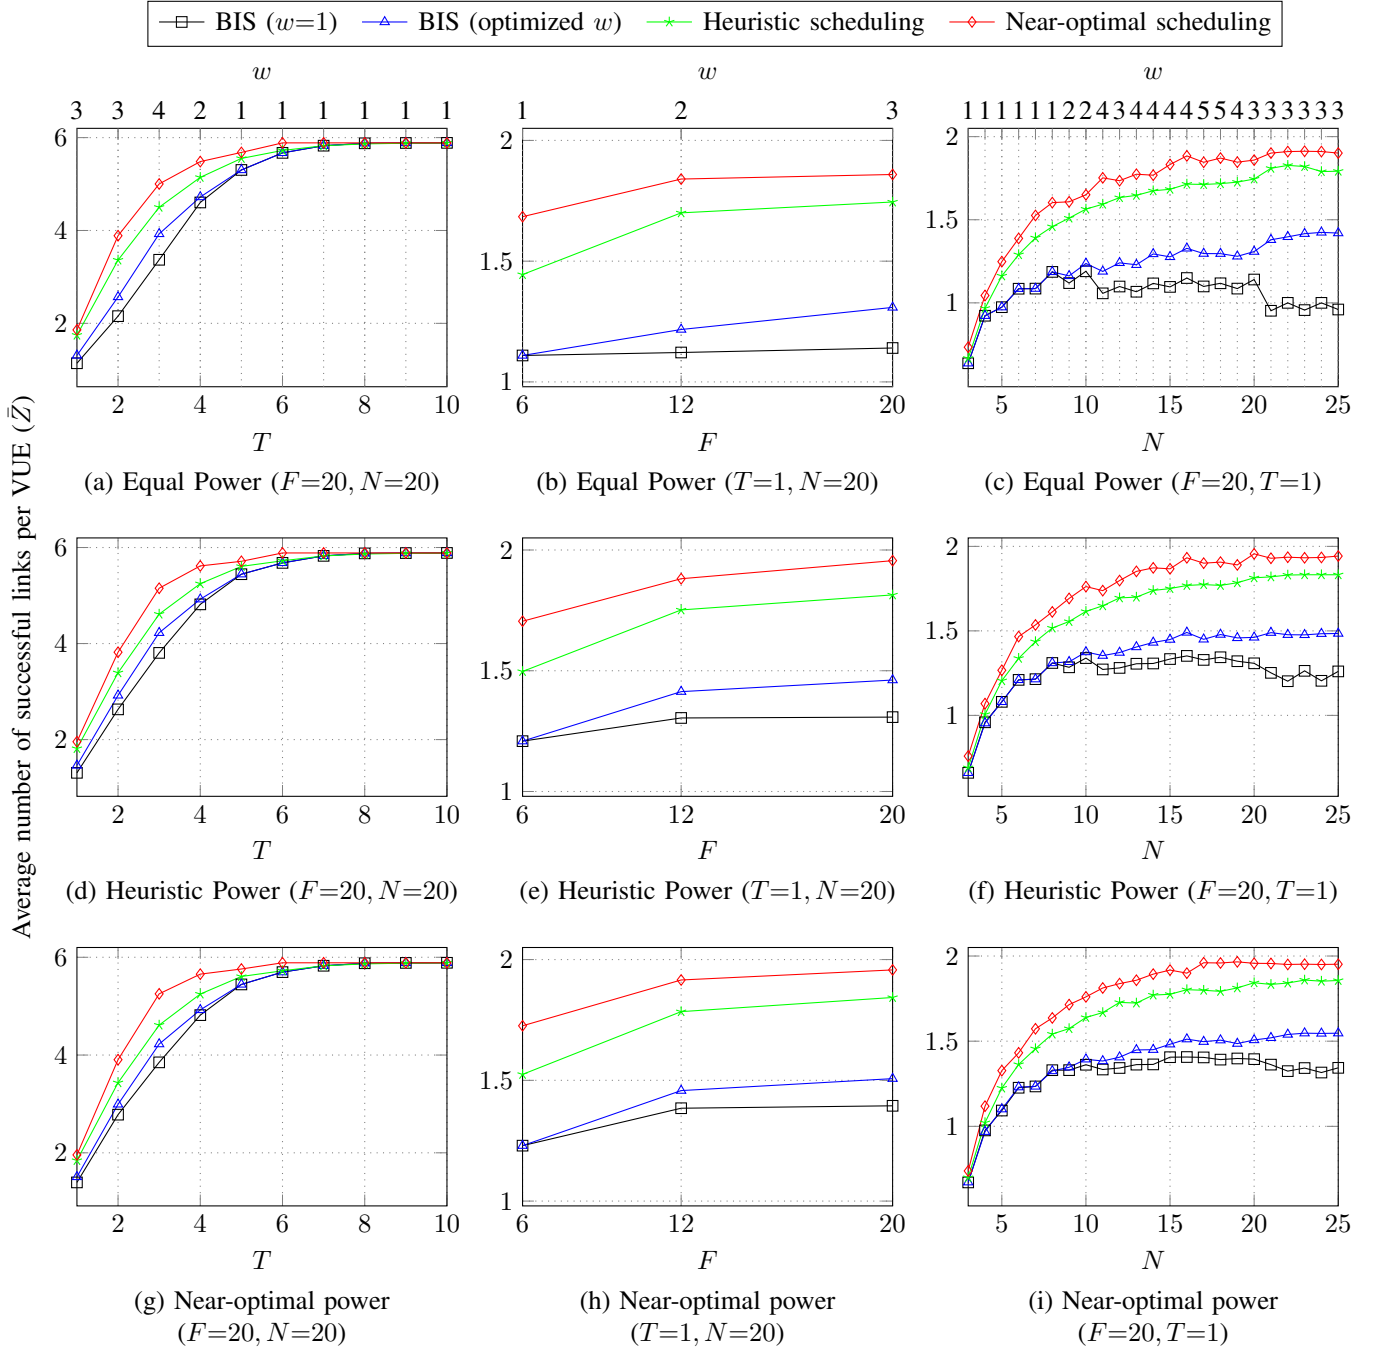 BIS (w=1) BIS (optimized w) Heuristic scheduling Near-optimal scheduling
Average number of successful links per VUE (Z̄)
w
3 3 4 2 1 1 1 1 1 1
6
4
2
2 4 6 8 10
T
(a) Equal Power (F=20, N=20)
w
1 2 3
2
1.5
1
6 12 20
F
(b) Equal Power (T=1, N=20)
w
1 1 1 1 1 1 2 2 4 3 4 4 4 4 5 5 4 3 3 3 3 3 3
2
1.5
1
5 10 15 20 25
N
(c) Equal Power (F=20, T=1)
6
4
2
2 4 6 8 10
T
(d) Heuristic Power (F=20, N=20)
2
1.5
1
6 12 20
F
(e) Heuristic Power (T=1, N=20)
2
1.5
1
5 10 15 20 25
N
(f) Heuristic Power (F=20, T=1)
6
4
2
2 4 6 8 10
T
(g) Near-optimal power
(F=20, N=20)
2
1.5
1
6 12 20
F
(h) Near-optimal power
(T=1, N=20)
2
1.5
1
5 10 15 20 25
N
(i) Near-optimal power
(F=20, T=1)